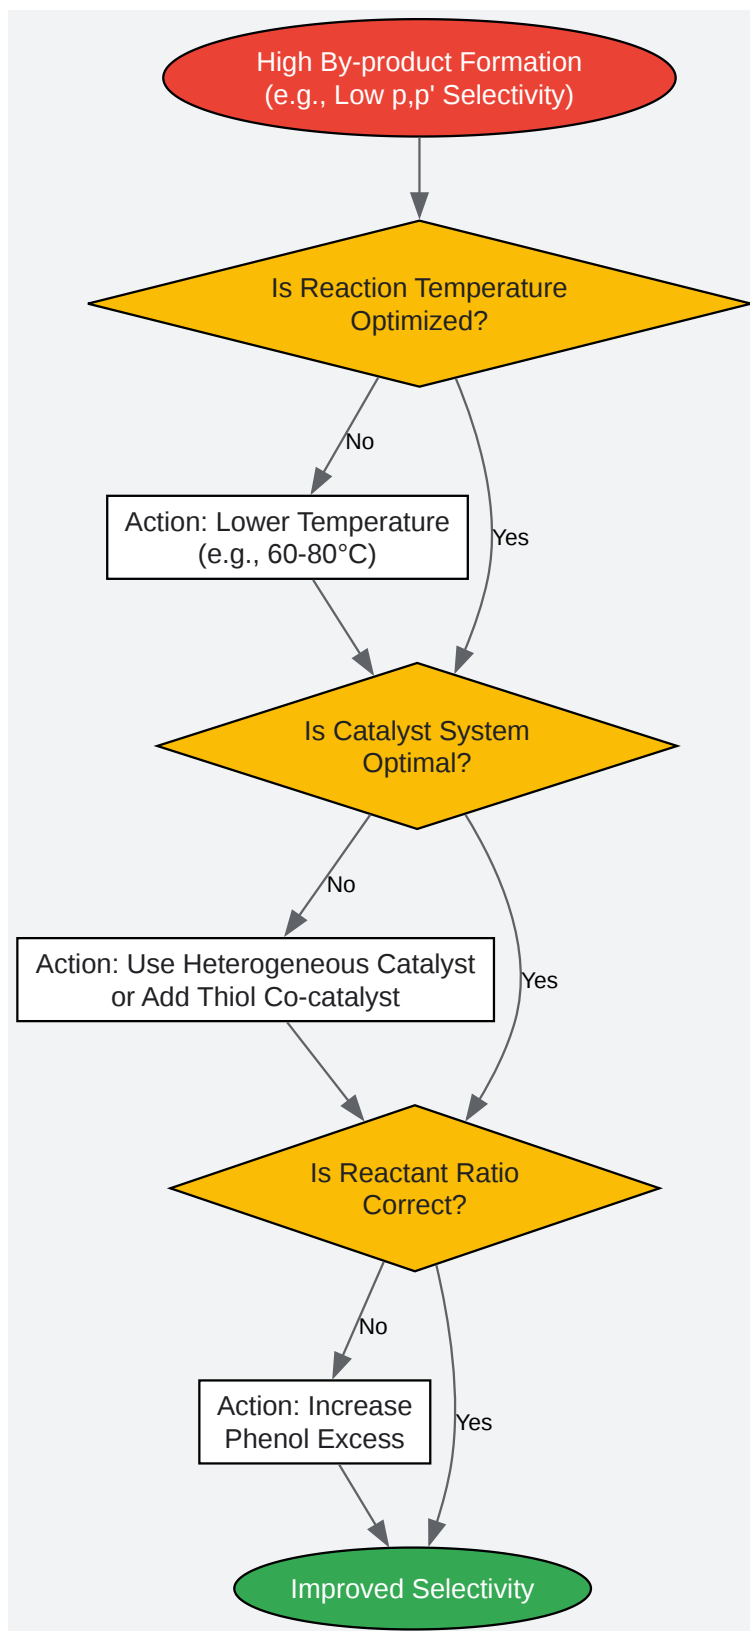 High By-product Formation
(e.g., Low p,p' Selectivity)
Is Reaction Temperature
Optimized?
No
Action: Lower Temperature
(e.g., 60-80°C)
Yes
Is Catalyst System
Optimal?
No
Action: Use Heterogeneous Catalyst
or Add Thiol Co-catalyst
Yes
Is Reactant Ratio
Correct?
No
Action: Increase
Phenol Excess
Yes
Improved Selectivity